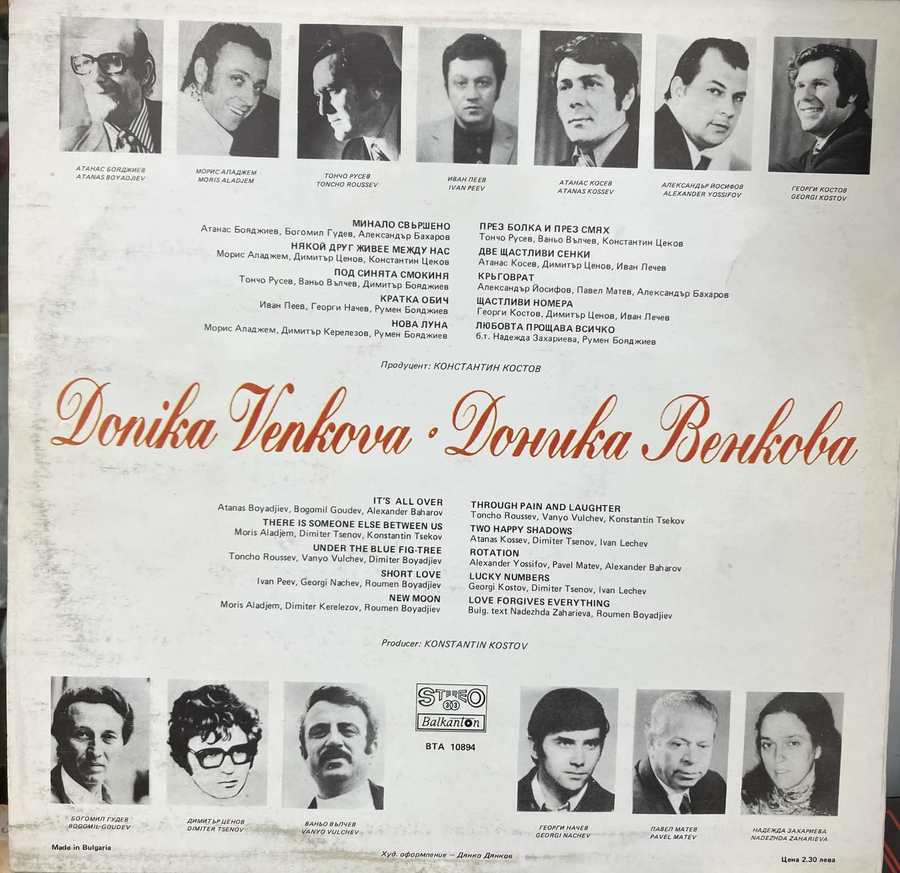 АТАНАС БОЯДЖИЕВ
ATANAS BOYADJIEV
МОРИС АЛАДЖЕМ
MORIS ALADJEM
ТОНЧО РУСЕВ
TONCHO ROUSSEV
ИВАН ПЕЕВ
IVAN PEEV
АТАНАС КОСЕВ
ATANAS KOSSEV
АЛЕКСАНДЪР ЙОСИФОВ
ALEXANDER YOSSIFOV
ГЕОРГИ КОСТОВ
GEORGI KOSTOV
МИНАЛО СВЪРШЕНО
Атанас Бояджиев, Богомил Гудев, Александър Бахаров
НЯКОЙ ДРУГ ЖИВЕЕ МЕЖДУ НАС
Морис Аладжем, Димитър Ценов, Константин Цеков
ПОД СИНЯТА СМОКИНЯ
Тончо Русев, Ваньо Вълчев, Димитър Бояджиев
КРАТКА ОБИЧ
Иван Пеев, Георги Начев, Румен Бояджиев
НОВА ЛУНА
Морис Аладжем, Димитър Керелезов, Румен Бояджиев
ПРЕЗ БОЛКА И ПРЕЗ СМЯХ
Тончо Русев, Ваньо Вълчев, Константин Цеков
ДВЕ ЩАСТЛИВИ СЕНКИ
Атанас Косев, Димитър Ценов, Иван Лечев
КРЪГОВРАТ
Александър Йосифов, Павел Матев, Александър Бахаров
ЩАСТЛИВИ НОМЕРА
Георги Костов, Димитър Ценов, Иван Лечев
ЛЮБОВТА ПРОЩАВА ВСИЧКО
б.т. Надежда Захариева, Румен Бояджиев
Продуцент: КОНСТАНТИН КОСТОВ
Donika Venkova • Доника Венкова
IT'S ALL OVER
Atanas Boyadjiev, Bogomil Goudev, Alexander Baharov
THERE IS SOMEONE ELSE BETWEEN US
Moris Aladjem, Dimiter Tsenov, Konstantin Tsekov
UNDER THE BLUE FIG-TREE
Toncho Roussev, Vanyo Vulchev, Dimiter Boyadjiev
SHORT LOVE
Ivan Peev, Georgi Nachev, Roumen Boyadjiev
NEW MOON
Moris Aladjem, Dimiter Kerelezov, Roumen Boyadjiev
THROUGH PAIN AND LAUGHTER
Toncho Roussev, Vanyo Vulchev, Konstantin Tsekov
TWO HAPPY SHADOWS
Atanas Kossev, Dimiter Tsenov, Ivan Lechev
ROTATION
Alexander Yossifov, Pavel Matev, Alexander Baharov
LUCKY NUMBERS
Georgi Kostov, Dimiter Tsenov, Ivan Lechev
LOVE FORGIVES EVERYTHING
Bulg. text Nadezhda Zaharieva, Roumen Boyadjiev
Producer: KONSTANTIN KOSTOV
STEREO
33
Balkanton
ВТА 10894
БОГОМИЛ ГУДЕВ
BOGOMIL GOUDEV
ДИМИТЪР ЦЕНОВ
DIMITER TSENOV
ВАНЬО ВЪЛЧЕВ
VANYO VULCHEV
ГЕОРГИ НАЧЕВ
GEORGI NACHEV
ПАВЕЛ МАТЕВ
PAVEL MATEV
НАДЕЖДА ЗАХАРИЕВА
NADEZHDA ZAHARIEVA
Made in Bulgaria
Худ. оформление — Дянко Дянков
Цена 2.30 лева